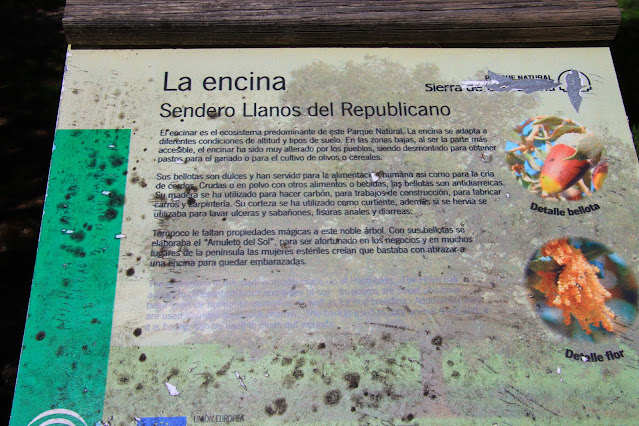 La encina
PARQUE NATURAL
Sierra de
Sendero Llanos del Republicano
El encinar es el ecosistema predominante de este Parque Natural. La encina se adapta a
diferentes condiciones de altitud y tipos de suelo. En las zonas bajas, al ser la parte más
accesible, el encinar ha sido muy alterado por los pueblos, siendo desmontado para obtener
pastos para el ganado o para el cultivo de olivos o cereales.
Sus bellotas son dulces y han servido para la alimentación humana así como para la cría
de cerdos. Crudas o en polvo con otros alimentos o bebidas, las bellotas son antidiarreicas.
Su madera se ha utilizado para hacer carbón, para trabajos de construcción, para fabricar
carros y carpintería. Su corteza se ha utilizado como curtiente, además si se hervía se
utilizaba para lavar úlceras y sabañones, fisuras anales y diarreas.
Tampoco le faltan propiedades mágicas a este noble árbol. Con sus bellotas se
elaboraba el "Amuleto del Sol", para ser afortunado en los negocios y en muchos
lugares de la península las mujeres estériles creían que bastaba con abrazar a
una encina para quedar embarazadas.
Detalle bellota
Detalle flor
UNIÓN EUROPEA